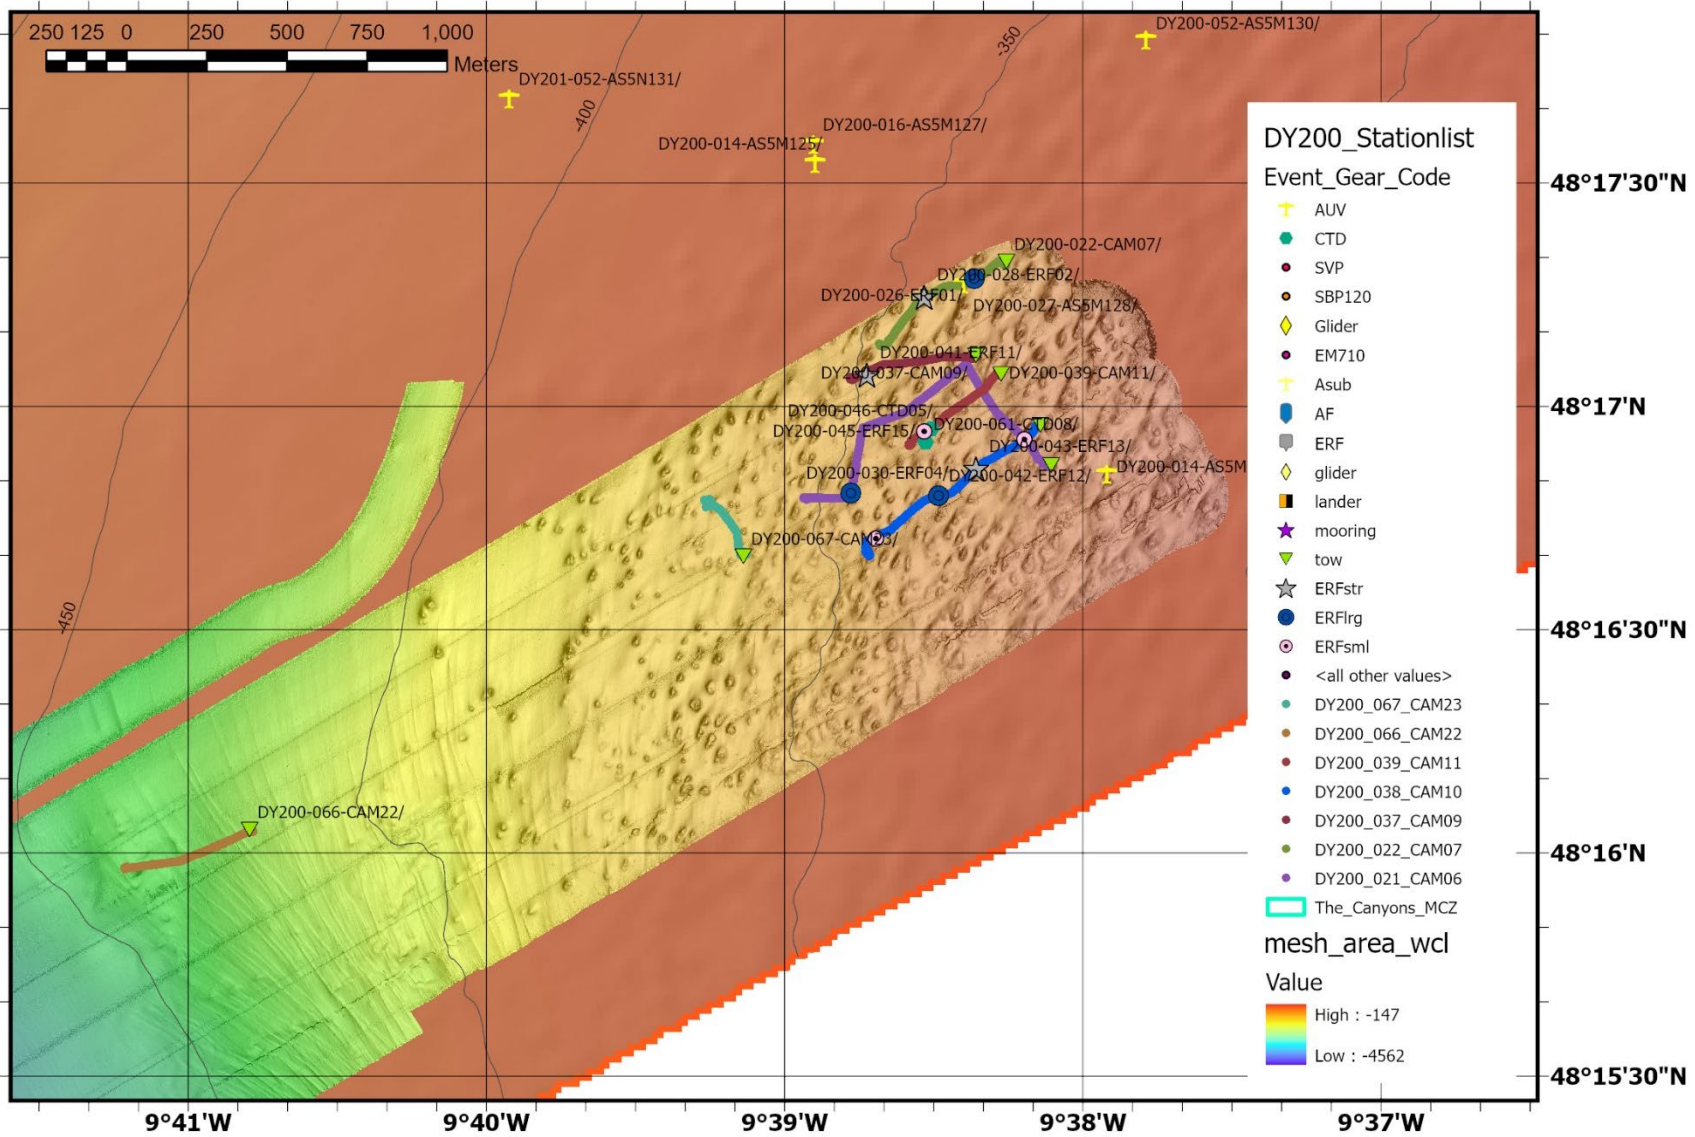 250 125 0 250 500 750 1,000
Meters
DY200-052-AS5M130/
-350
DY201-052-AS5N131/
-400
DY200-016-AS5M127/
DY200-014-AS5M125/
DY200_Stationlist
Event_Gear_Code
AUV
CTD
SVP
SBP120
Glider
EM710
Asub
AF
ERF
glider
lander
mooring
tow
ERFstr
ERFlrg
ERFsml
<all other values>
DY200_067_CAM23
DY200_066_CAM22
DY200_039_CAM11
DY200_038_CAM10
DY200_037_CAM09
DY200_022_CAM07
DY200_021_CAM06
The_Canyons_MCZ
mesh_area_wcl
Value
High : -147
Low : -4562
48°17'30"N
DY200-022-CAM07/
DY200-028-ERF02/
DY200-026-ERF01/
DY200-027-AS5M128/
DY200-041-ERF11/
DY200-037-CAM09/
DY200-039-CAM11/
48°17'N
DY200-046-CTD05/
DY200-061-CTD08/
DY200-045-ERF15/
DY200-043-ERF13/
DY200-014-AS5M
DY200-030-ERF04/
DY200-042-ERF12/
DY200-067-CAM23/
-450
48°16'30"N
DY200-066-CAM22/
48°16'N
48°15'30"N
9°41'W 9°40'W 9°39'W 9°38'W 9°37'W